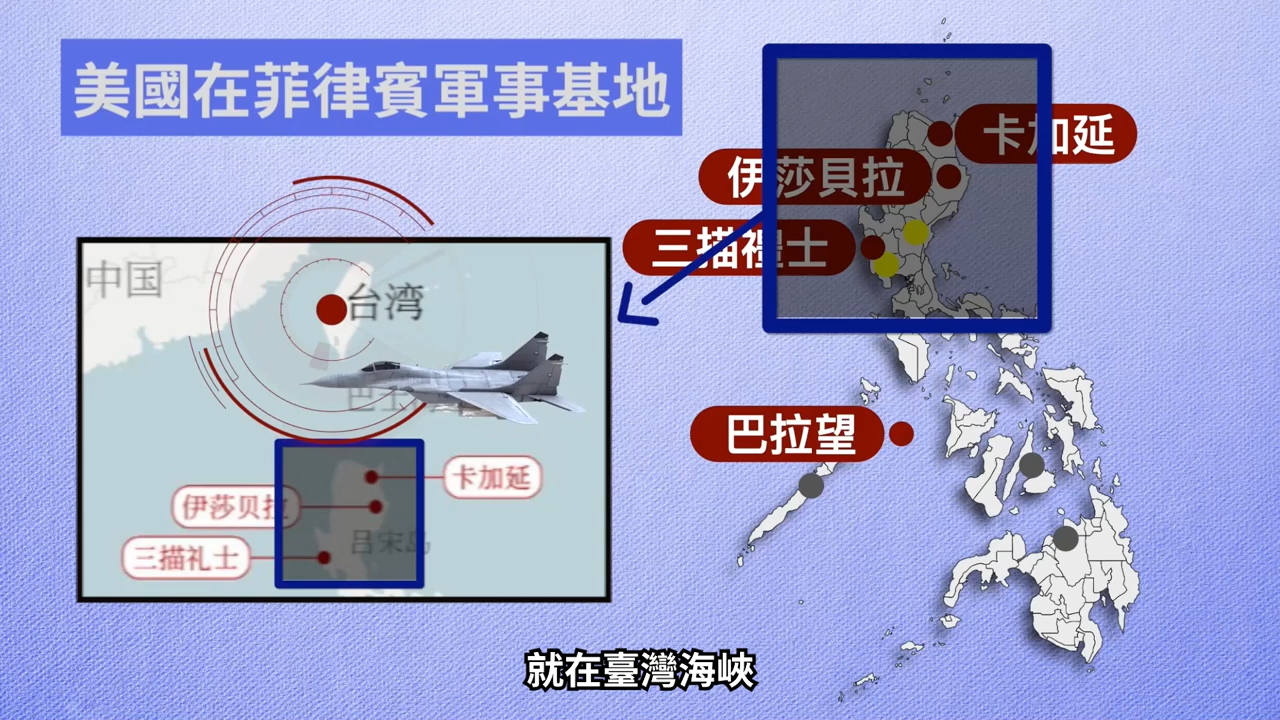 美國在菲律賓軍事基地
卡加延
伊莎貝拉
三描禮士
中国
台湾
卡加延
伊莎贝拉
吕宋岛
三描礼士
巴拉望
就在臺灣海峽